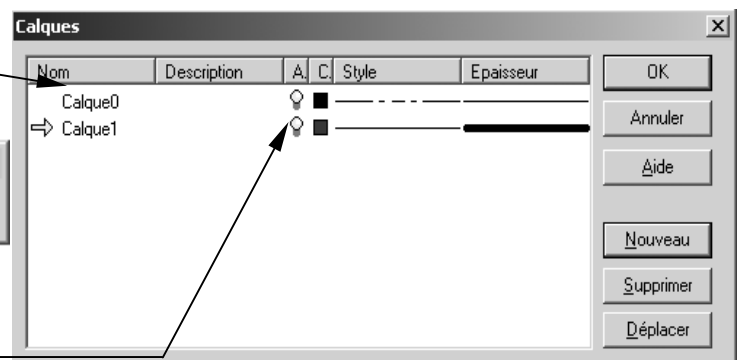 Calques
Nom Description A. C. Style Epaisseur
Calque0
Calque1
OK
Annuler
Aide
Nouveau
Supprimer
Déplacer